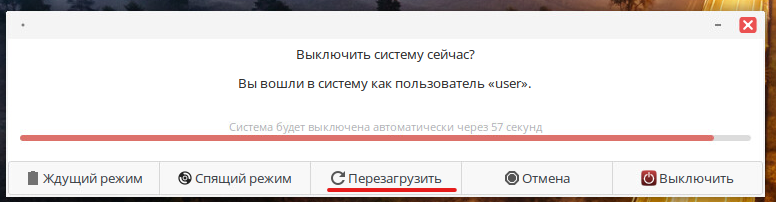 Выключить систему сейчас?
Вы вошли в систему как пользователь «user».
Система будет выключена автоматически через 57 секунд
Ждущий режим
Спящий режим
Перезагрузить
Отмена
Выключить